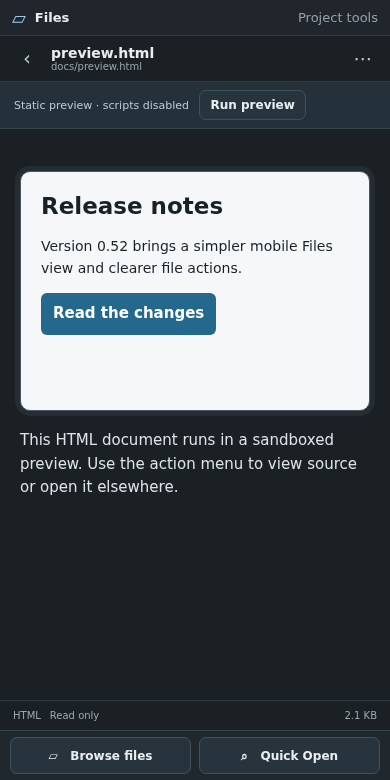 Files
Project tools
preview.html
docs/preview.html
Static preview · scripts disabled
Run preview
Release notes
Version 0.52 brings a simpler mobile Files
view and clearer file actions.
Read the changes
This HTML document runs in a sandboxed
preview. Use the action menu to view source
or open it elsewhere.
HTML Read only
2.1 KB
Browse files
Quick Open